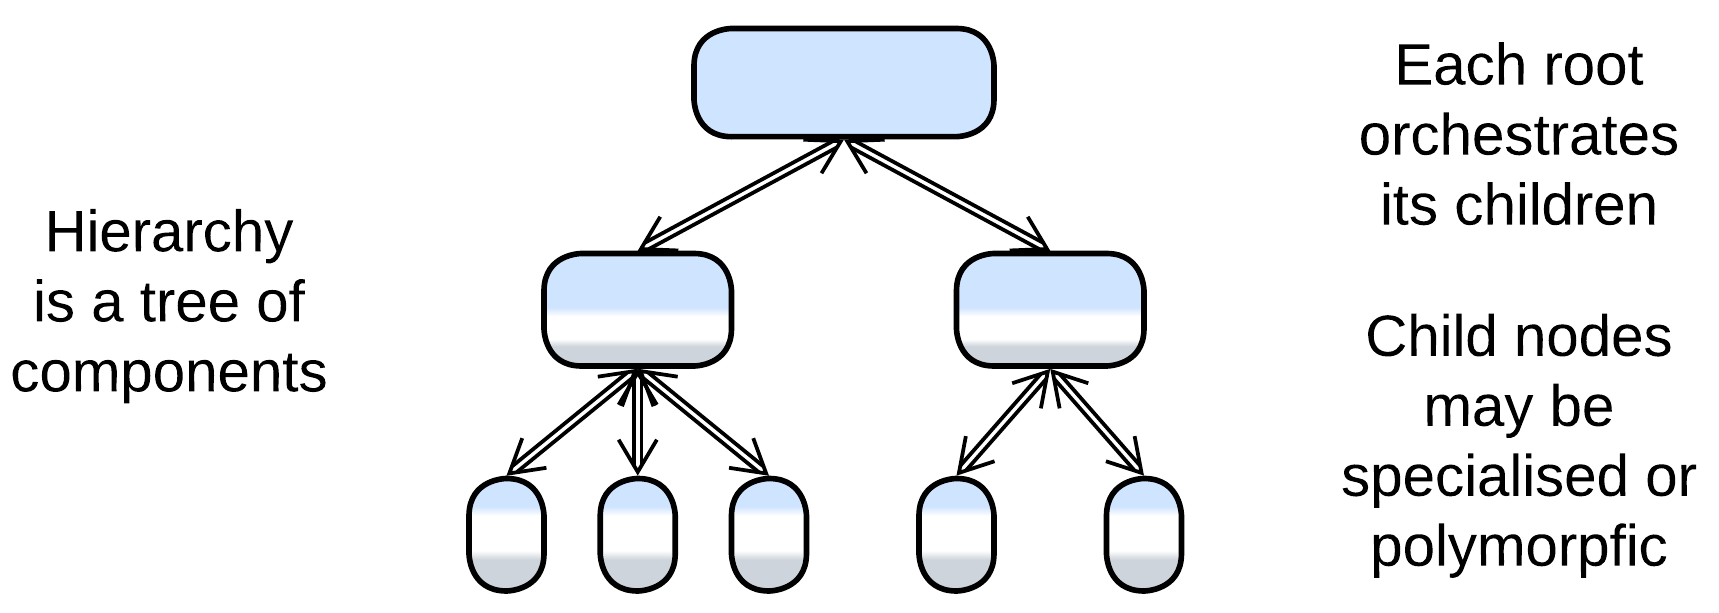 Hierarchy
is a tree of
components
Each root
orchestrates
its children
Child nodes
may be
specialised or
polymorpfic